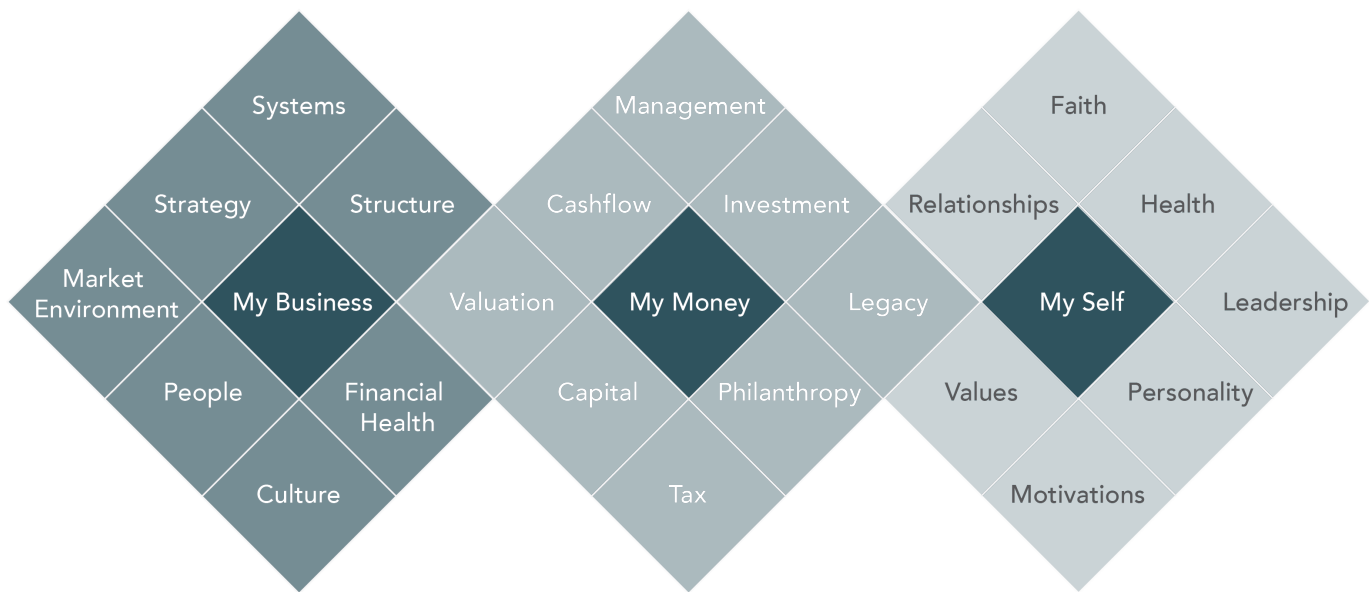 Systems
Strategy
Structure
Market
Environment
My Business
People
Financial
Health
Culture
Management
Cashflow
Investment
Valuation
My Money
Legacy
Capital
Philanthropy
Tax
Faith
Relationships
Health
My Self
Leadership
Values
Personality
Motivations